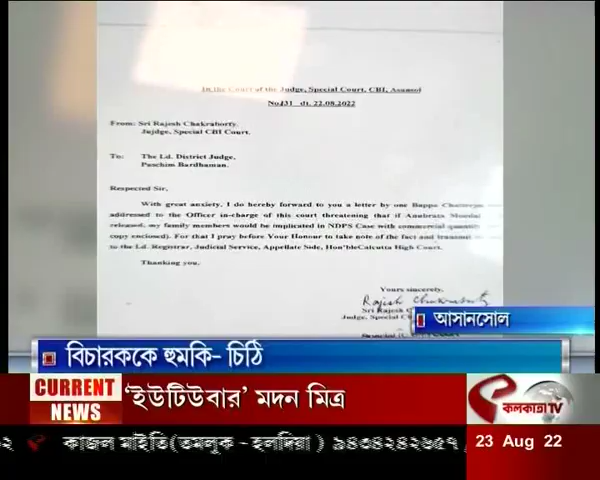 In the Court of the Judge, Special Court, CBI, Asansol
No.131 dt. 22.08.2022
From: Sri Rajesh Chakraborty,
Jujdge, Special CBI Court.
To: The Ld. District Judge,
Paschim Bardhaman.
Respected Sir,
With great anxiety, I do hereby forward to you a letter by one Bappa
addressed to the Officer in-charge of this court threatening that if Anubrata Mondal
released, my family members would be implicated in NDPS Case with commercial quantity
copy enclosed). For that I pray before Your Honour to take note of the fact and transmit
to the Ld. Registrar, Judicial Service, Appellate Side, Hon'bleCalcutta High Court.
Thanking you.
Yours sincerely,
Rajesh Chakraborty
Sri Rajesh C
Judge, Special Co
আসানসোল
বিচারককে হুমকি- চিঠি
CURRENT NEWS
'ইউটিউবার' মদন মিত্র
কলকাতা TV
কাজল মাইতি(তমলুক - হলদিয়া) ৯৪৩৪২৪২৬৫৭
23 Aug 22